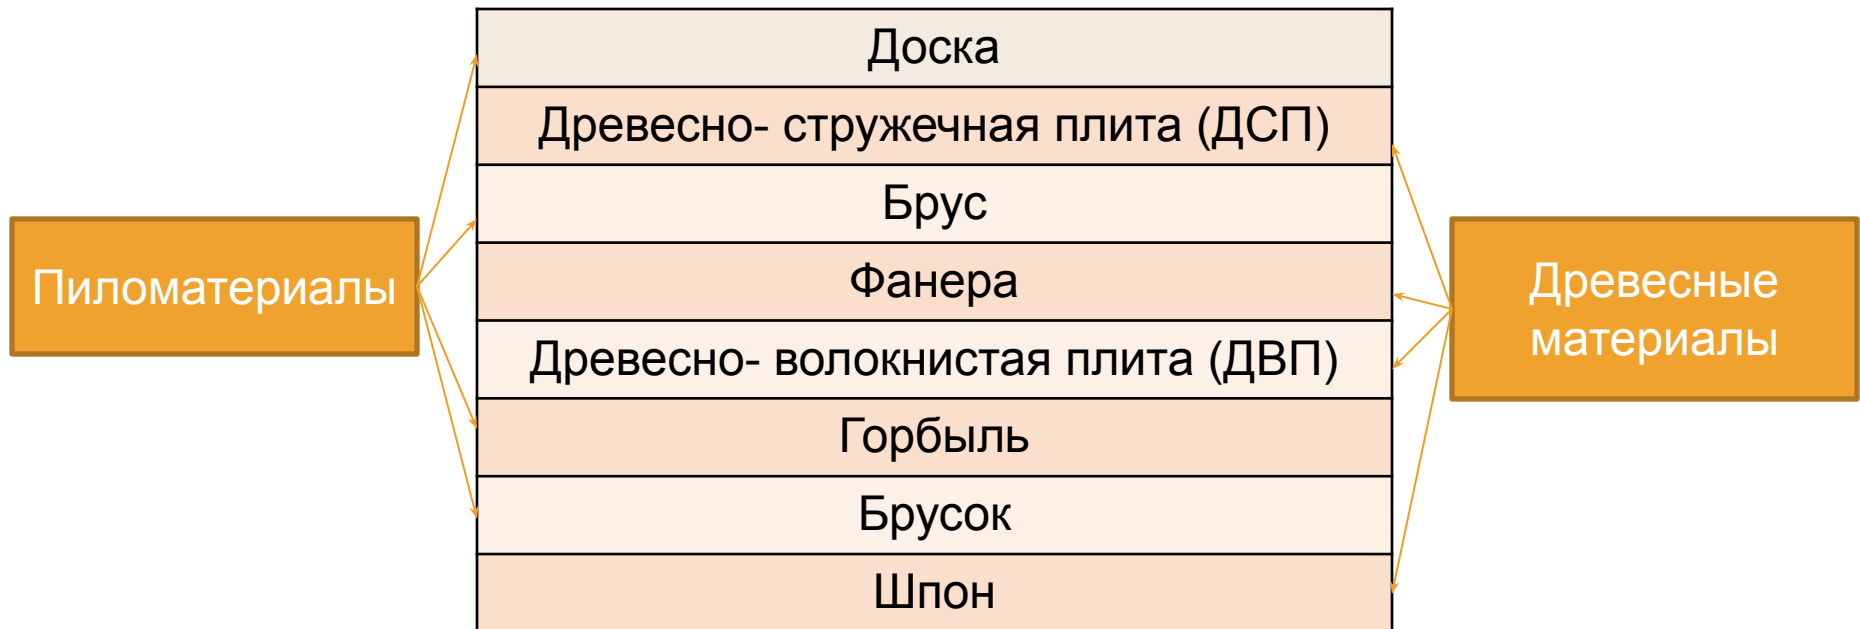 Доска
Древесно- стружечная плита (ДСП)
Брус
Фанера
Древесно- волокнистая плита (ДВП)
Горбыль
Брусок
Шпон
Пиломатериалы
Древесные
материалы